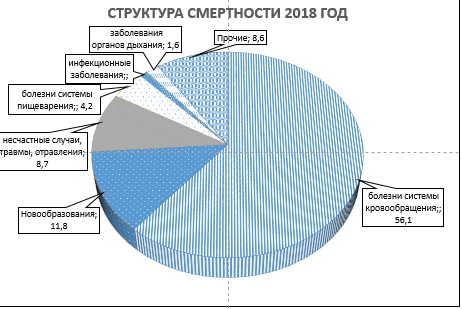 СТРУКТУРА СМЕРТНОСТИ 2018 ГОД
заболевания
органов дыхания; 1,6
Прочие; 8,6
инфекционные
заболевания;;
болезни системы
пищеварения;; 4,2
несчастные случаи,
травмы, отравления;
8,7
Новообразования;
11,8
болезни системы
кровообращения;;
56,1